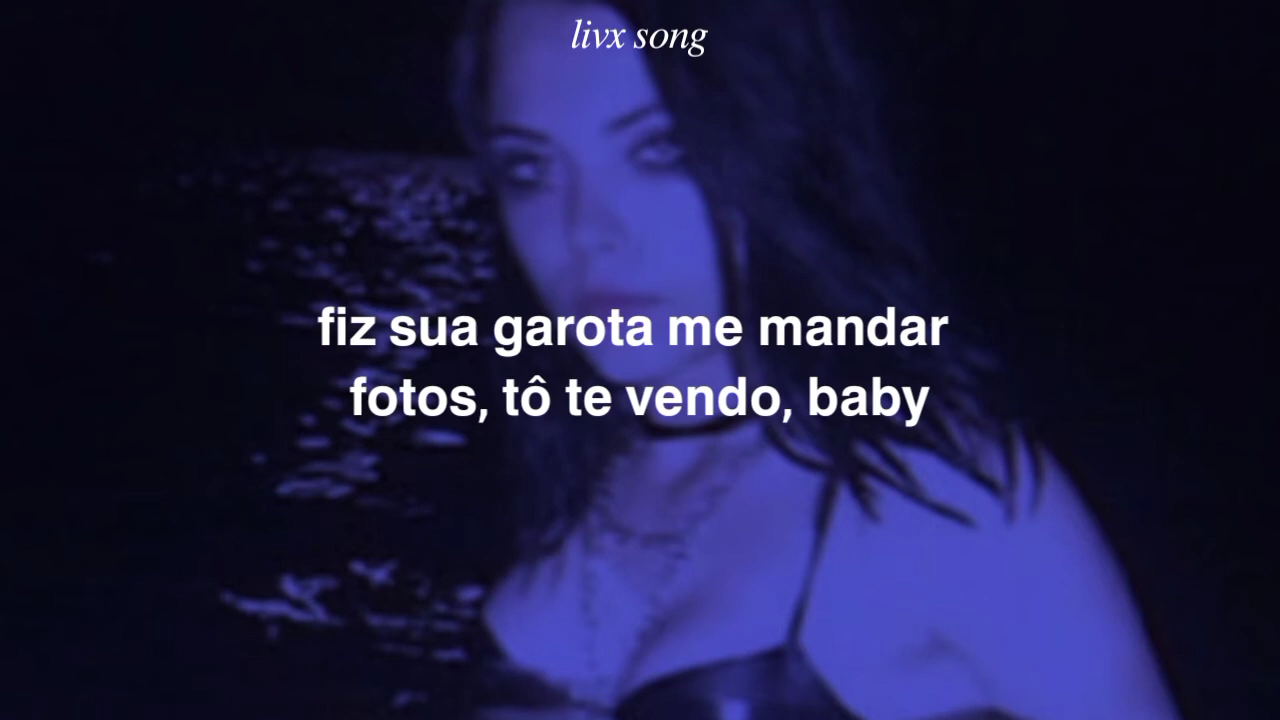 livx song
fiz sua garota me mandar
fotos, tô te vendo, baby